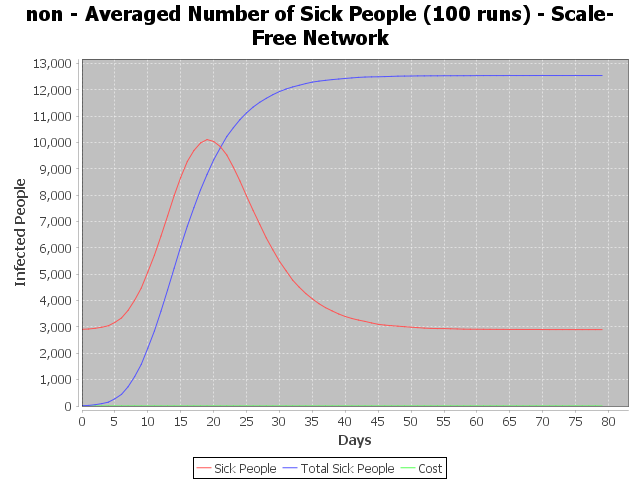 non - Averaged Number of Sick People (100 runs) - Scale-
Free Network
13,000
12,000
11,000
10,000
9,000
8,000
7,000
6,000
5,000
4,000
3,000
2,000
1,000
0
Infected People
0 5 10 15 20 25 30 35 40 45 50 55 60 65 70 75 80
Days
Sick People Total Sick People Cost